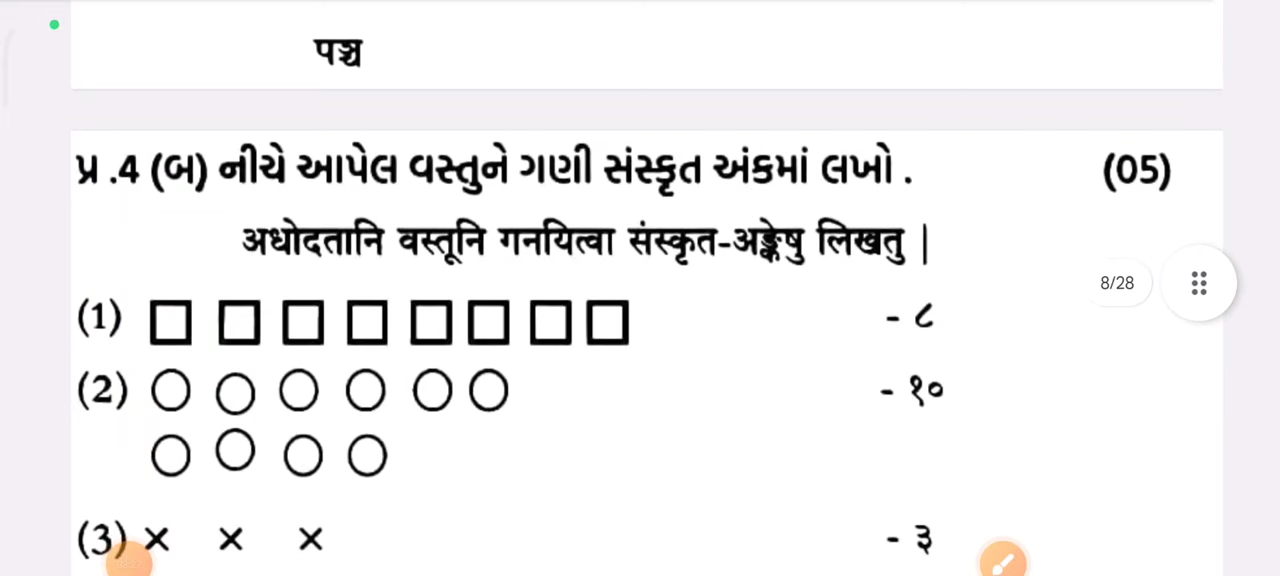 पञ्च
પ્ર .4 (બ) નીચે આપેલ વસ્તુને ગણી સંસ્કૃત અંકમાં લખો . (05)
अधोदतानि वस्तूनि गनयित्वा संस्कृत-अङ्केषु लिखतु |
8/28
(1) - ८
(2) - १०
(3) × × × - ३